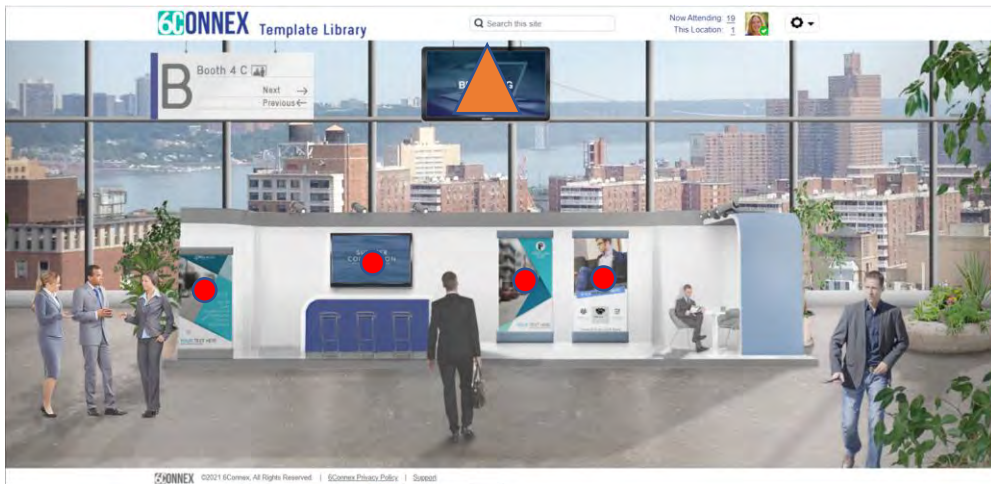 6CONNEX Template Library
Search this site
Now Attending: 19
This Location: 1
B
Booth 4 C
Next →
Previous←
YOUR TEXT HERE
6CONNEX ©2021 6Connex, All Rights Reserved | 6Connex Privacy Policy | Support